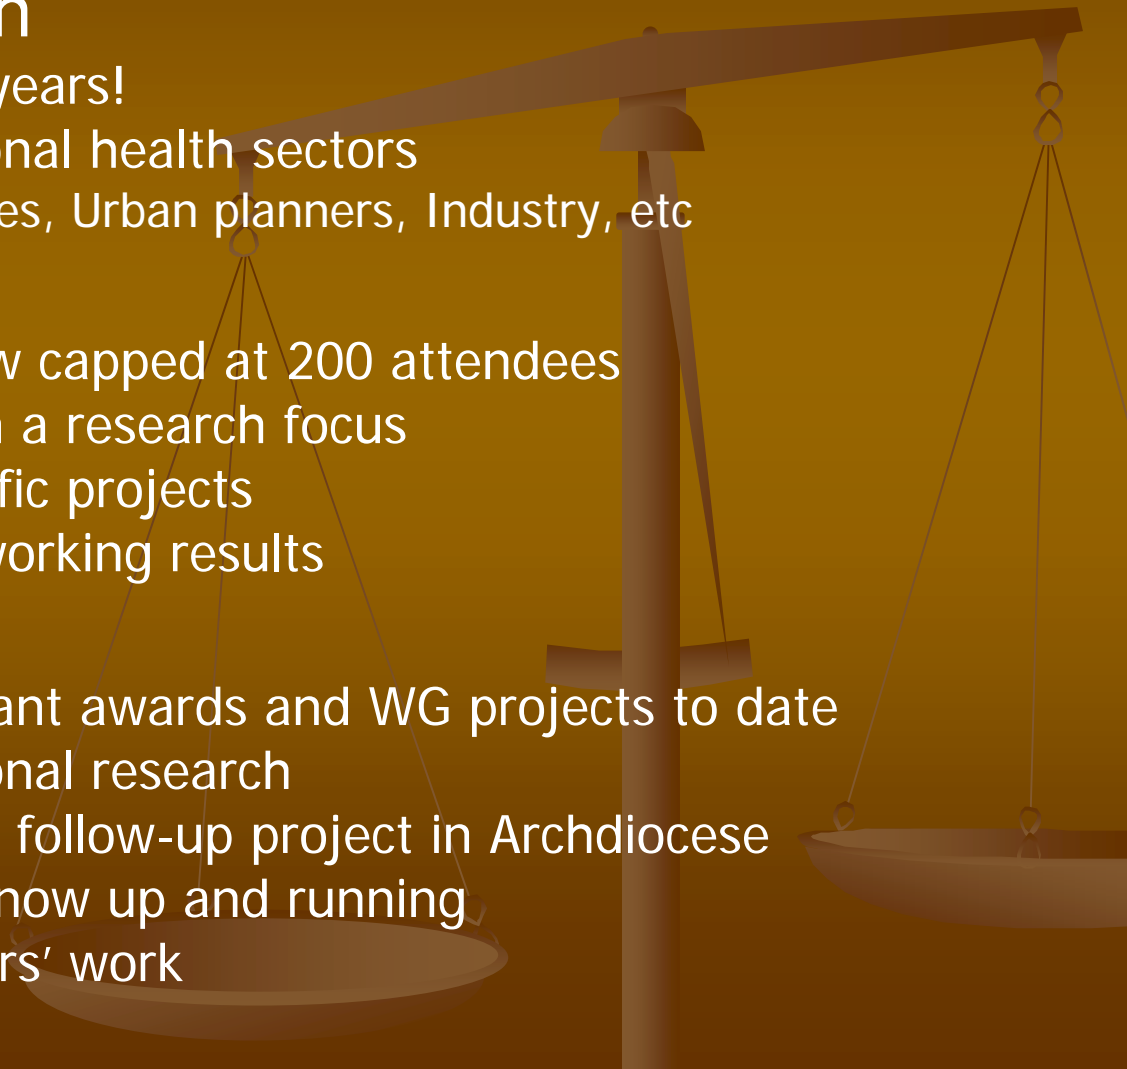 n
years!
onal health sectors
es, Urban planners, Industry, etc
w capped at 200 attendees
a research focus
fic projects
working results
ant awards and WG projects to date
onal research
follow-up project in Archdiocese
now up and running
rs’ work